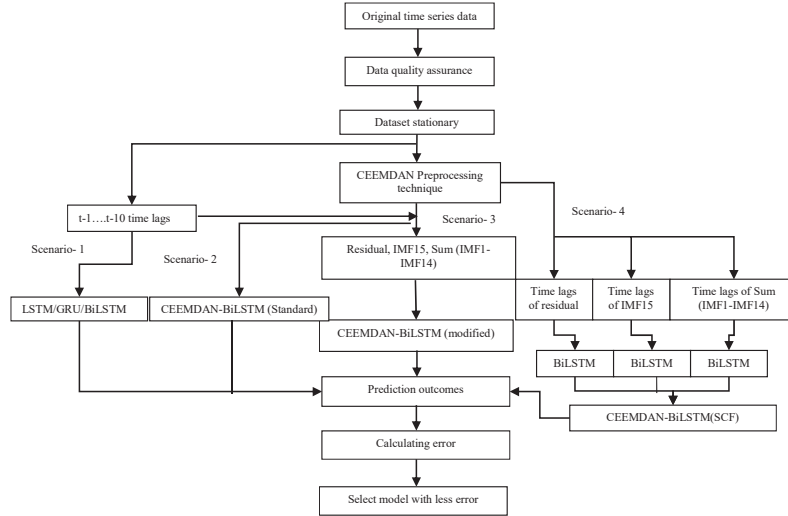 Original time series data
Data quality assurance
Dataset stationary
CEEMDAN Preprocessing
technique
t-1….t-10 time lags
Scenario- 1
Scenario- 2
Scenario- 3
Scenario- 4
Residual, IMF15, Sum (IMF1-
IMF14)
Time lags
of residual
Time lags
of IMF15
Time lags of Sum
(IMF1-IMF14)
LSTM/GRU/BiLSTM
CEEMDAN-BiLSTM (Standard)
CEEMDAN-BiLSTM (modified)
BiLSTM
BiLSTM
BiLSTM
Prediction outcomes
CEEMDAN-BiLSTM(SCF)
Calculating error
Select model with less error